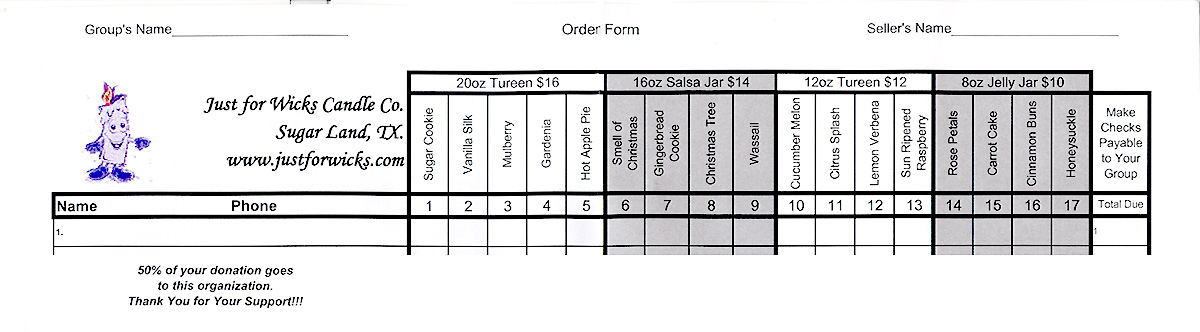 Group's Name
Order Form
Seller's Name
20oz Tureen $16
16oz Salsa Jar $14
12oz Tureen $12
8oz Jelly Jar $10
Just for Wicks Candle Co.
Sugar Land, TX.
www.justforwicks.com
Sugar Cookie
Vanilla Silk
Mulberry
Gardenia
Hot Apple Pie
Smell of
Christmas
Gingerbread
Cookie
Christmas Tree
Wassail
Cucumber Melon
Citrus Splash
Lemon Verbena
Sun Ripened
Raspberry
Rose Petals
Carrot Cake
Cinnamon Buns
Honeysuckle
Make
Checks
Payable
to Your
Group
Name Phone 1 2 3 4 5 6 7 8 9 10 11 12 13 14 15 16 17 Total Due
1. 1
50% of your donation goes
to this organization.
Thank You for Your Support!!!